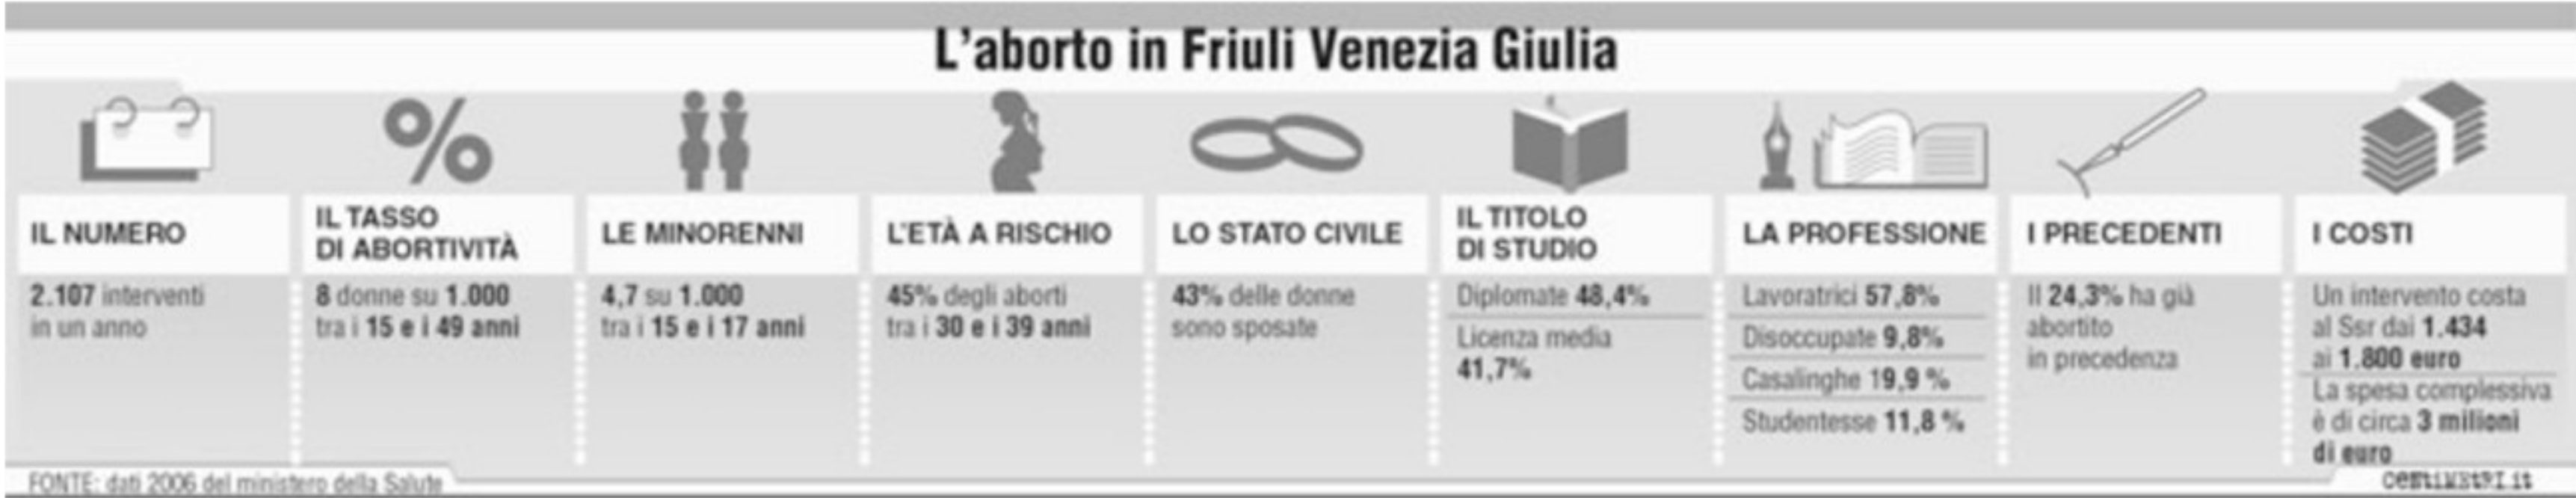 L'aborto in Friuli Venezia Giulia
IL NUMERO
2.107 interventi
in un anno
IL TASSO
DI ABORTIVITÀ
8 donne su 1.000
tra i 15 e i 49 anni
LE MINORENNI
4,7 su 1.000
tra i 15 e i 17 anni
L'ETÀ A RISCHIO
45% degli aborti
tra i 30 e i 39 anni
LO STATO CIVILE
43% delle donne
sono sposate
IL TITOLO
DI STUDIO
Diplomate 48,4%
Licenza media
41,7%
LA PROFESSIONE
Lavoratrici 57,8%
Disoccupate 9,8%
Casalinghe 19,9 %
Studentesse 11,8 %
I PRECEDENTI
Il 24,3% ha già
abortito
in precedenza
I COSTI
Un intervento costa
al Ssr dai 1.434
ai 1.800 euro
La spesa complessiva
è di circa 3 milioni
di euro
FONTE: dati 2006 del ministero della Salute
centiMEtRI.it